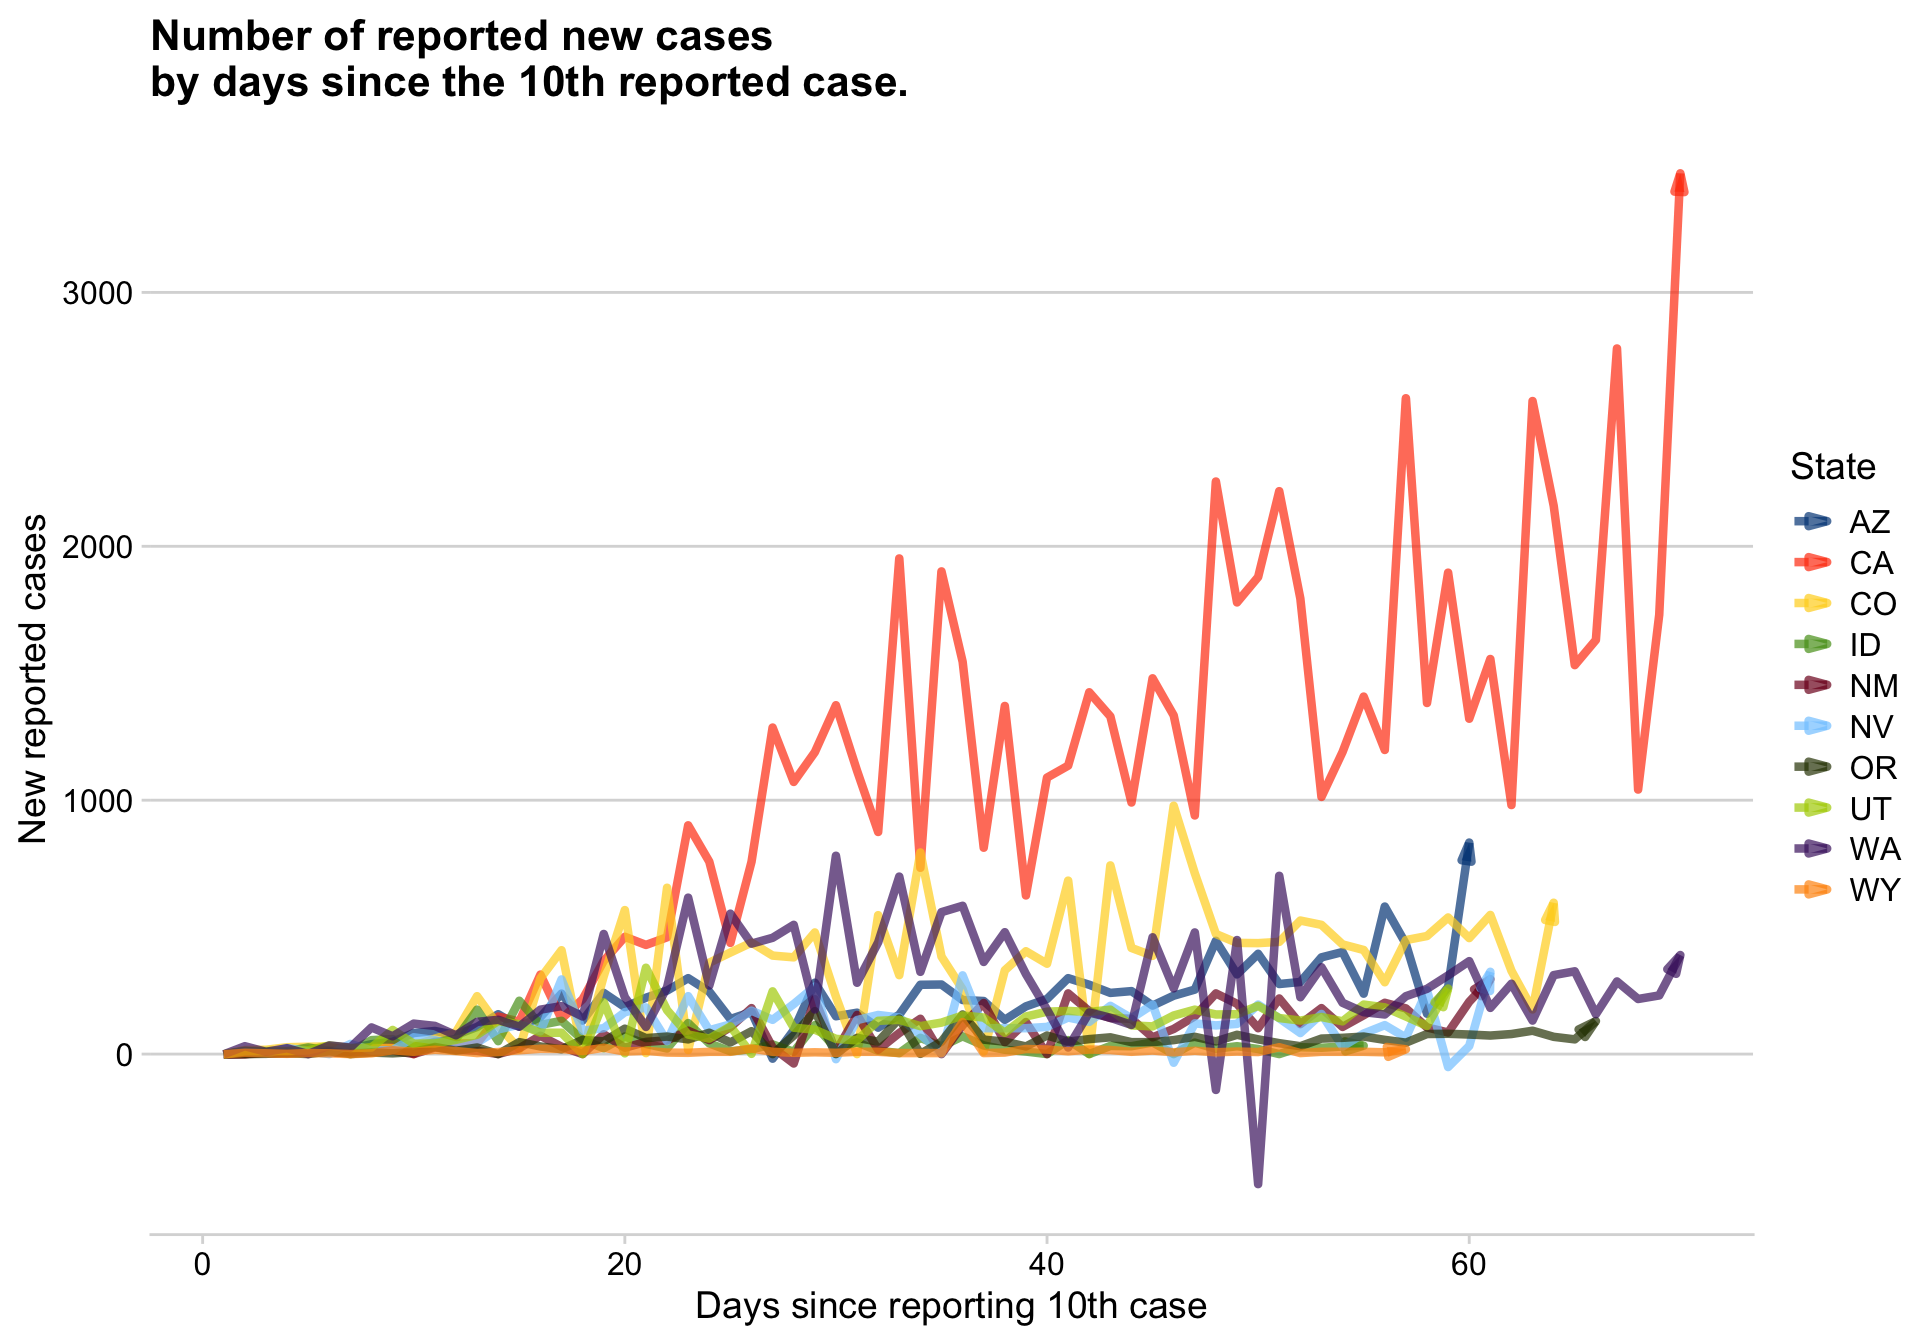 Number of reported new cases
by days since the 10th reported case.
3000
2000
1000
0
New reported cases
0 20 40 60
Days since reporting 10th case
State
AZ
CA
CO
ID
NM
NV
OR
UT
WA
WY